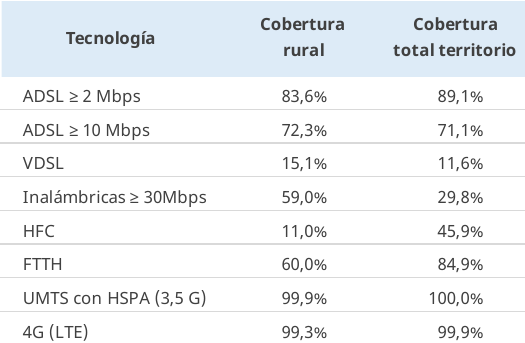 Tecnología Cobertura rural Cobertura total territorio
ADSL ≥ 2 Mbps 83,6% 89,1%
ADSL ≥ 10 Mbps 72,3% 71,1%
VDSL 15,1% 11,6%
Inalámbricas ≥ 30Mbps 59,0% 29,8%
HFC 11,0% 45,9%
FTTH 60,0% 84,9%
UMTS con HSPA (3,5 G) 99,9% 100,0%
4G (LTE) 99,3% 99,9%